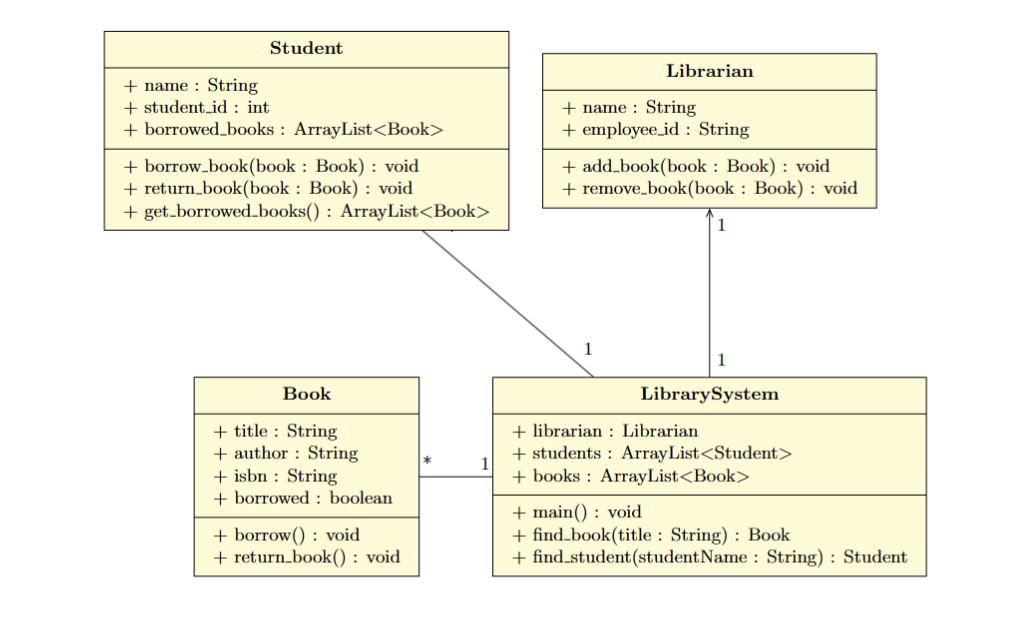 Student
+ name : String
+ student_id : int
+ borrowed_books : ArrayList<Book>
+ borrow_book(book : Book) : void
+ return_book(book : Book) : void
+ get_borrowed_books() : ArrayList<Book>
Librarian
+ name : String
+ employee_id : String
+ add_book(book : Book) : void
+ remove_book(book : Book) : void
1
1
1
Book
+ title : String
+ author : String
+ isbn : String
+ borrowed : boolean
+ borrow() : void
+ return_book() : void
* 1
LibrarySystem
+ librarian : Librarian
+ students : ArrayList<Student>
+ books : ArrayList<Book>
+ main() : void
+ find_book(title : String) : Book
+ find_student(studentName : String) : Student